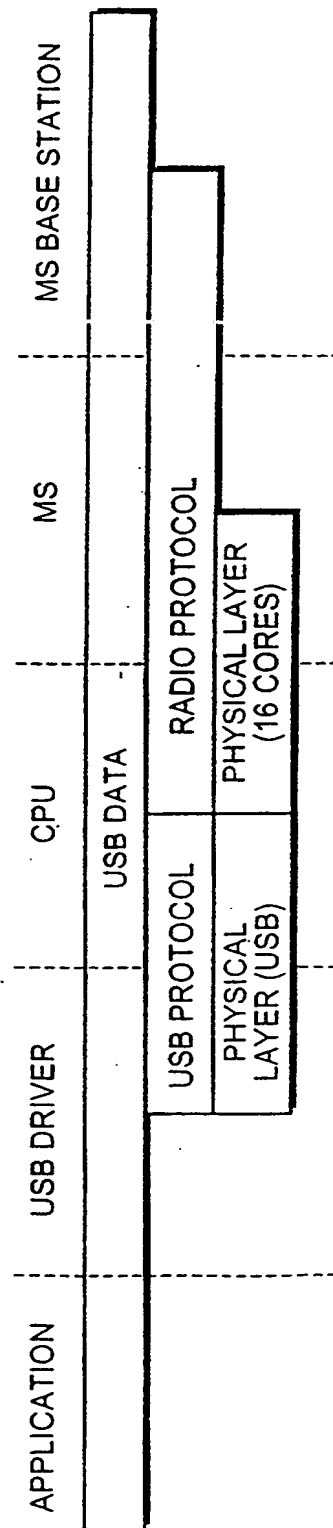 APPLICATION
USB DRIVER
CPU
MS
MS BASE STATION
USB DATA
USB PROTOCOL
RADIO PROTOCOL
PHYSICAL
LAYER (USB)
PHYSICAL LAYER
(16 CORES)